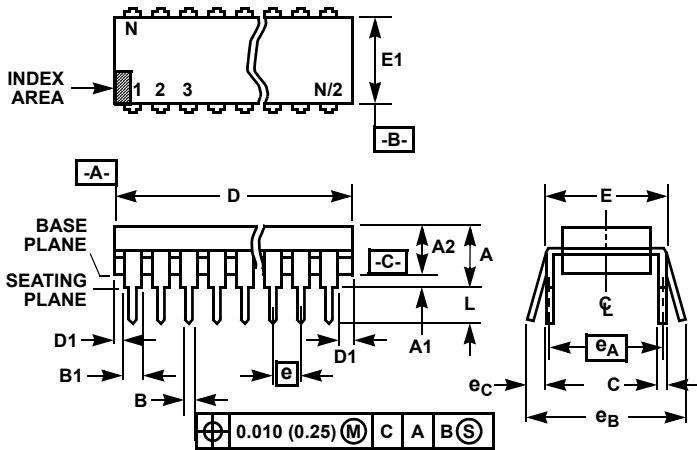 N
E1
INDEX
AREA
1 2 3 N/2
-B-
-A-
D
E
BASE
PLANE
A2
A
-C-
SEATING
PLANE
L
C
L
D1
A1
D1
eA
B1
e
eC
C
B
eB
0.010 (0.25) M C A B S